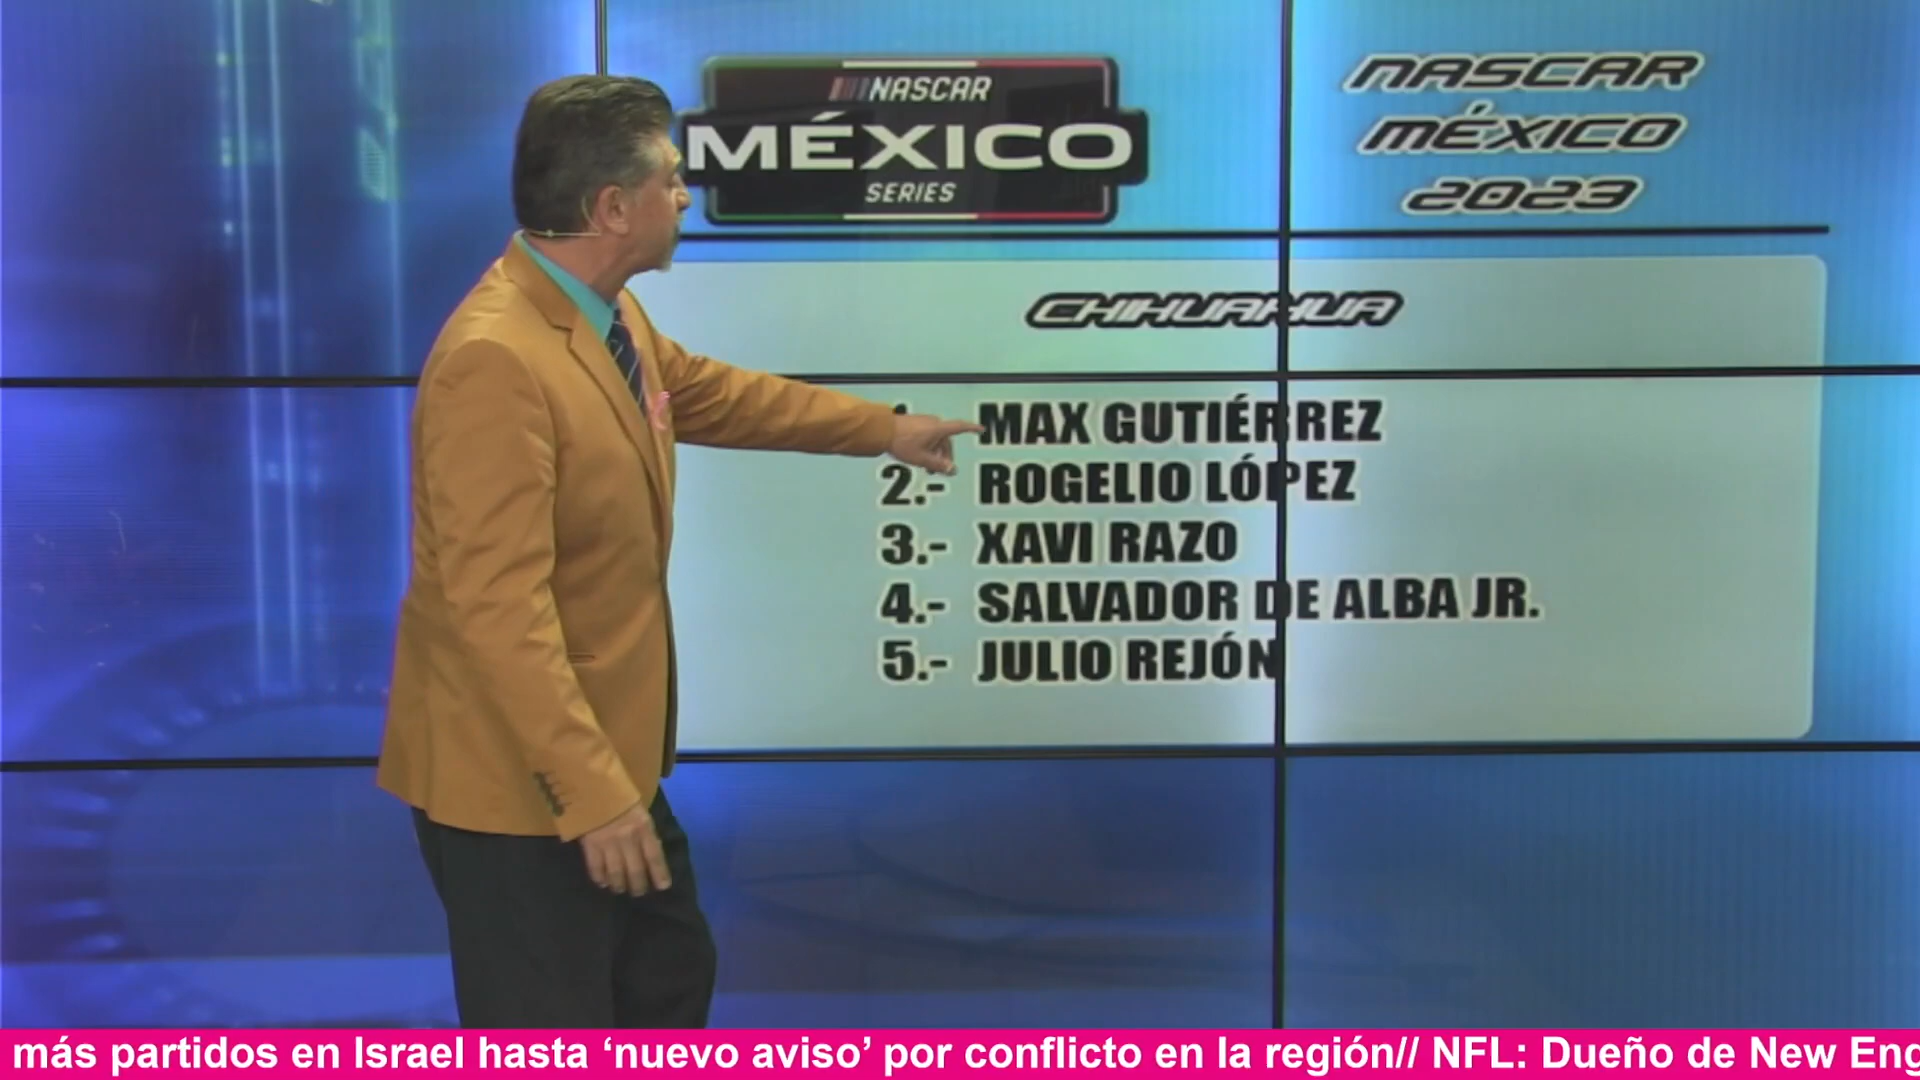 NASCAR
MÉXICO
SERIES
NASCAR
MÉXICO
2023
CHIHUAHUA
MAX GUTIÉRREZ
2.- ROGELIO LÓPEZ
3.- XAVI RAZO
4.- SALVADOR DE ALBA JR.
5.- JULIO REJÓN
más partidos en Israel hasta ‘nuevo aviso’ por conflicto en la región// NFL: Dueño de New Eng